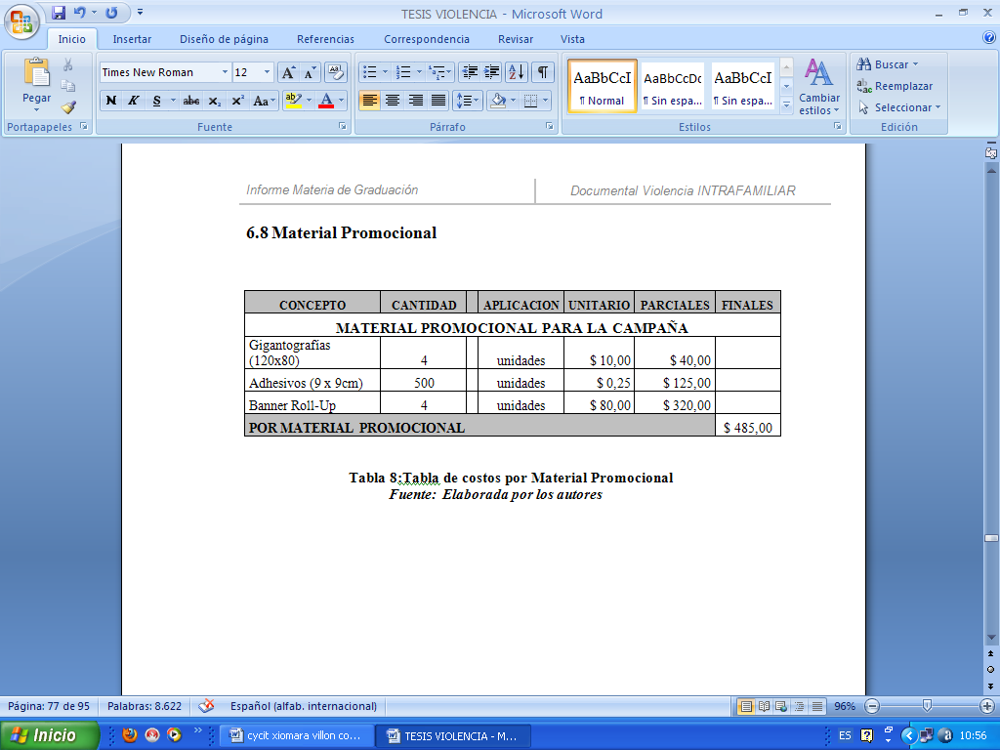 TESIS VIOLENCIA - Microsoft Word
Inicio Insertar Diseño de página Referencias Correspondencia Revisar Vista
Pegar
Portapapeles
Times New Roman 12
N K S abc x₂ x² Aa
Fuente
Párrafo
AaBbCcI AaBbCcDc AaBbCcI
¶ Normal ¶ Sin espa... ¶ Sin espa...
Cambiar estilos
Estilos
Buscar
Reemplazar
Seleccionar
Edición
Informe Materia de Graduación Documental Violencia INTRAFAMILIAR
6.8 Material Promocional
CONCEPTO CANTIDAD APLICACION UNITARIO PARCIALES FINALES
MATERIAL PROMOCIONAL PARA LA CAMPAÑA
Gigantografías
(120x80) 4 unidades $ 10,00 $ 40,00
Adhesivos (9 x 9cm) 500 unidades $ 0,25 $ 125,00
Banner Roll-Up 4 unidades $ 80,00 $ 320,00
POR MATERIAL PROMOCIONAL $ 485,00
Tabla 8:Tabla de costos por Material Promocional
Fuente: Elaborada por los autores
Página: 77 de 95 Palabras: 8.622 Español (alfab. internacional) 96%
Inicio cycit xiomara villon co... TESIS VIOLENCIA - M... ES 10:56